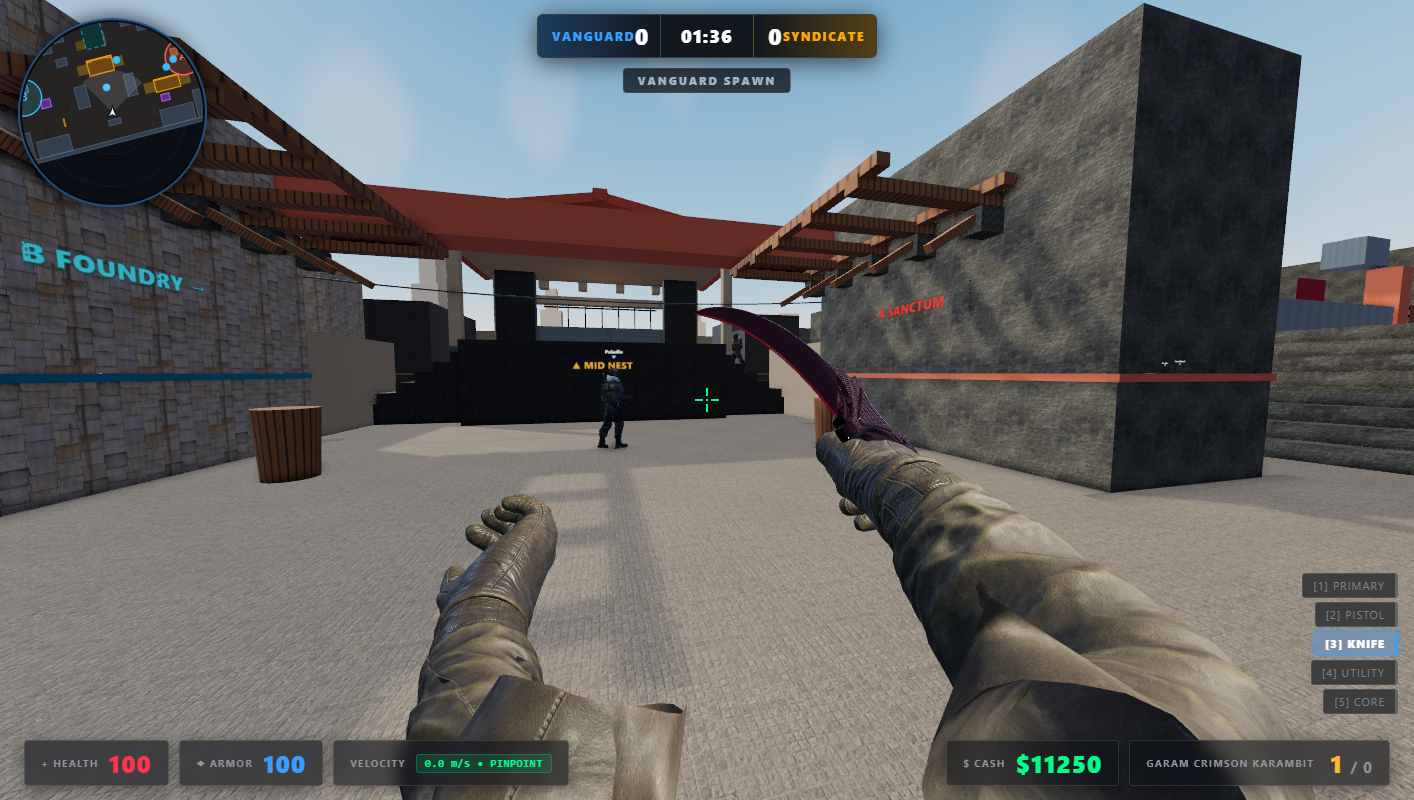 VANGUARD 0
01:36
0 SYNDICATE
VANGUARD SPAWN
B FOUNDRY →
A SANCTUM
Paladin
▲ MID NEST
[1] PRIMARY
[2] PISTOL
[3] KNIFE
[4] UTILITY
[5] CORE
+ HEALTH 100
◆ ARMOR 100
VELOCITY 0.0 m/s • PINPOINT
$ CASH $11250
GARAM CRIMSON KARAMBIT 1 / 0